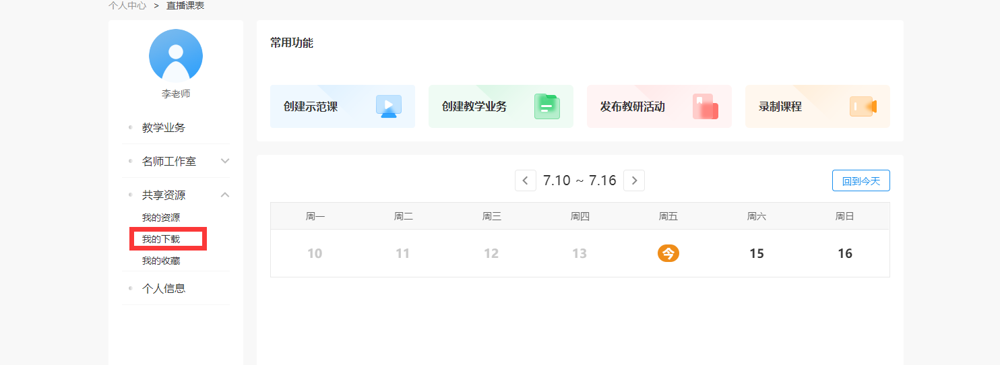 个人中心 > 直播课表
李老师
教学业务
名师工作室
共享资源
我的资源
我的下载
我的收藏
个人信息
常用功能
创建示范课 创建教学业务 发布教研活动 录制课程
7.10 ~ 7.16 回到今天
周一 周二 周三 周四 周五 周六 周日
10 11 12 13 今 15 16